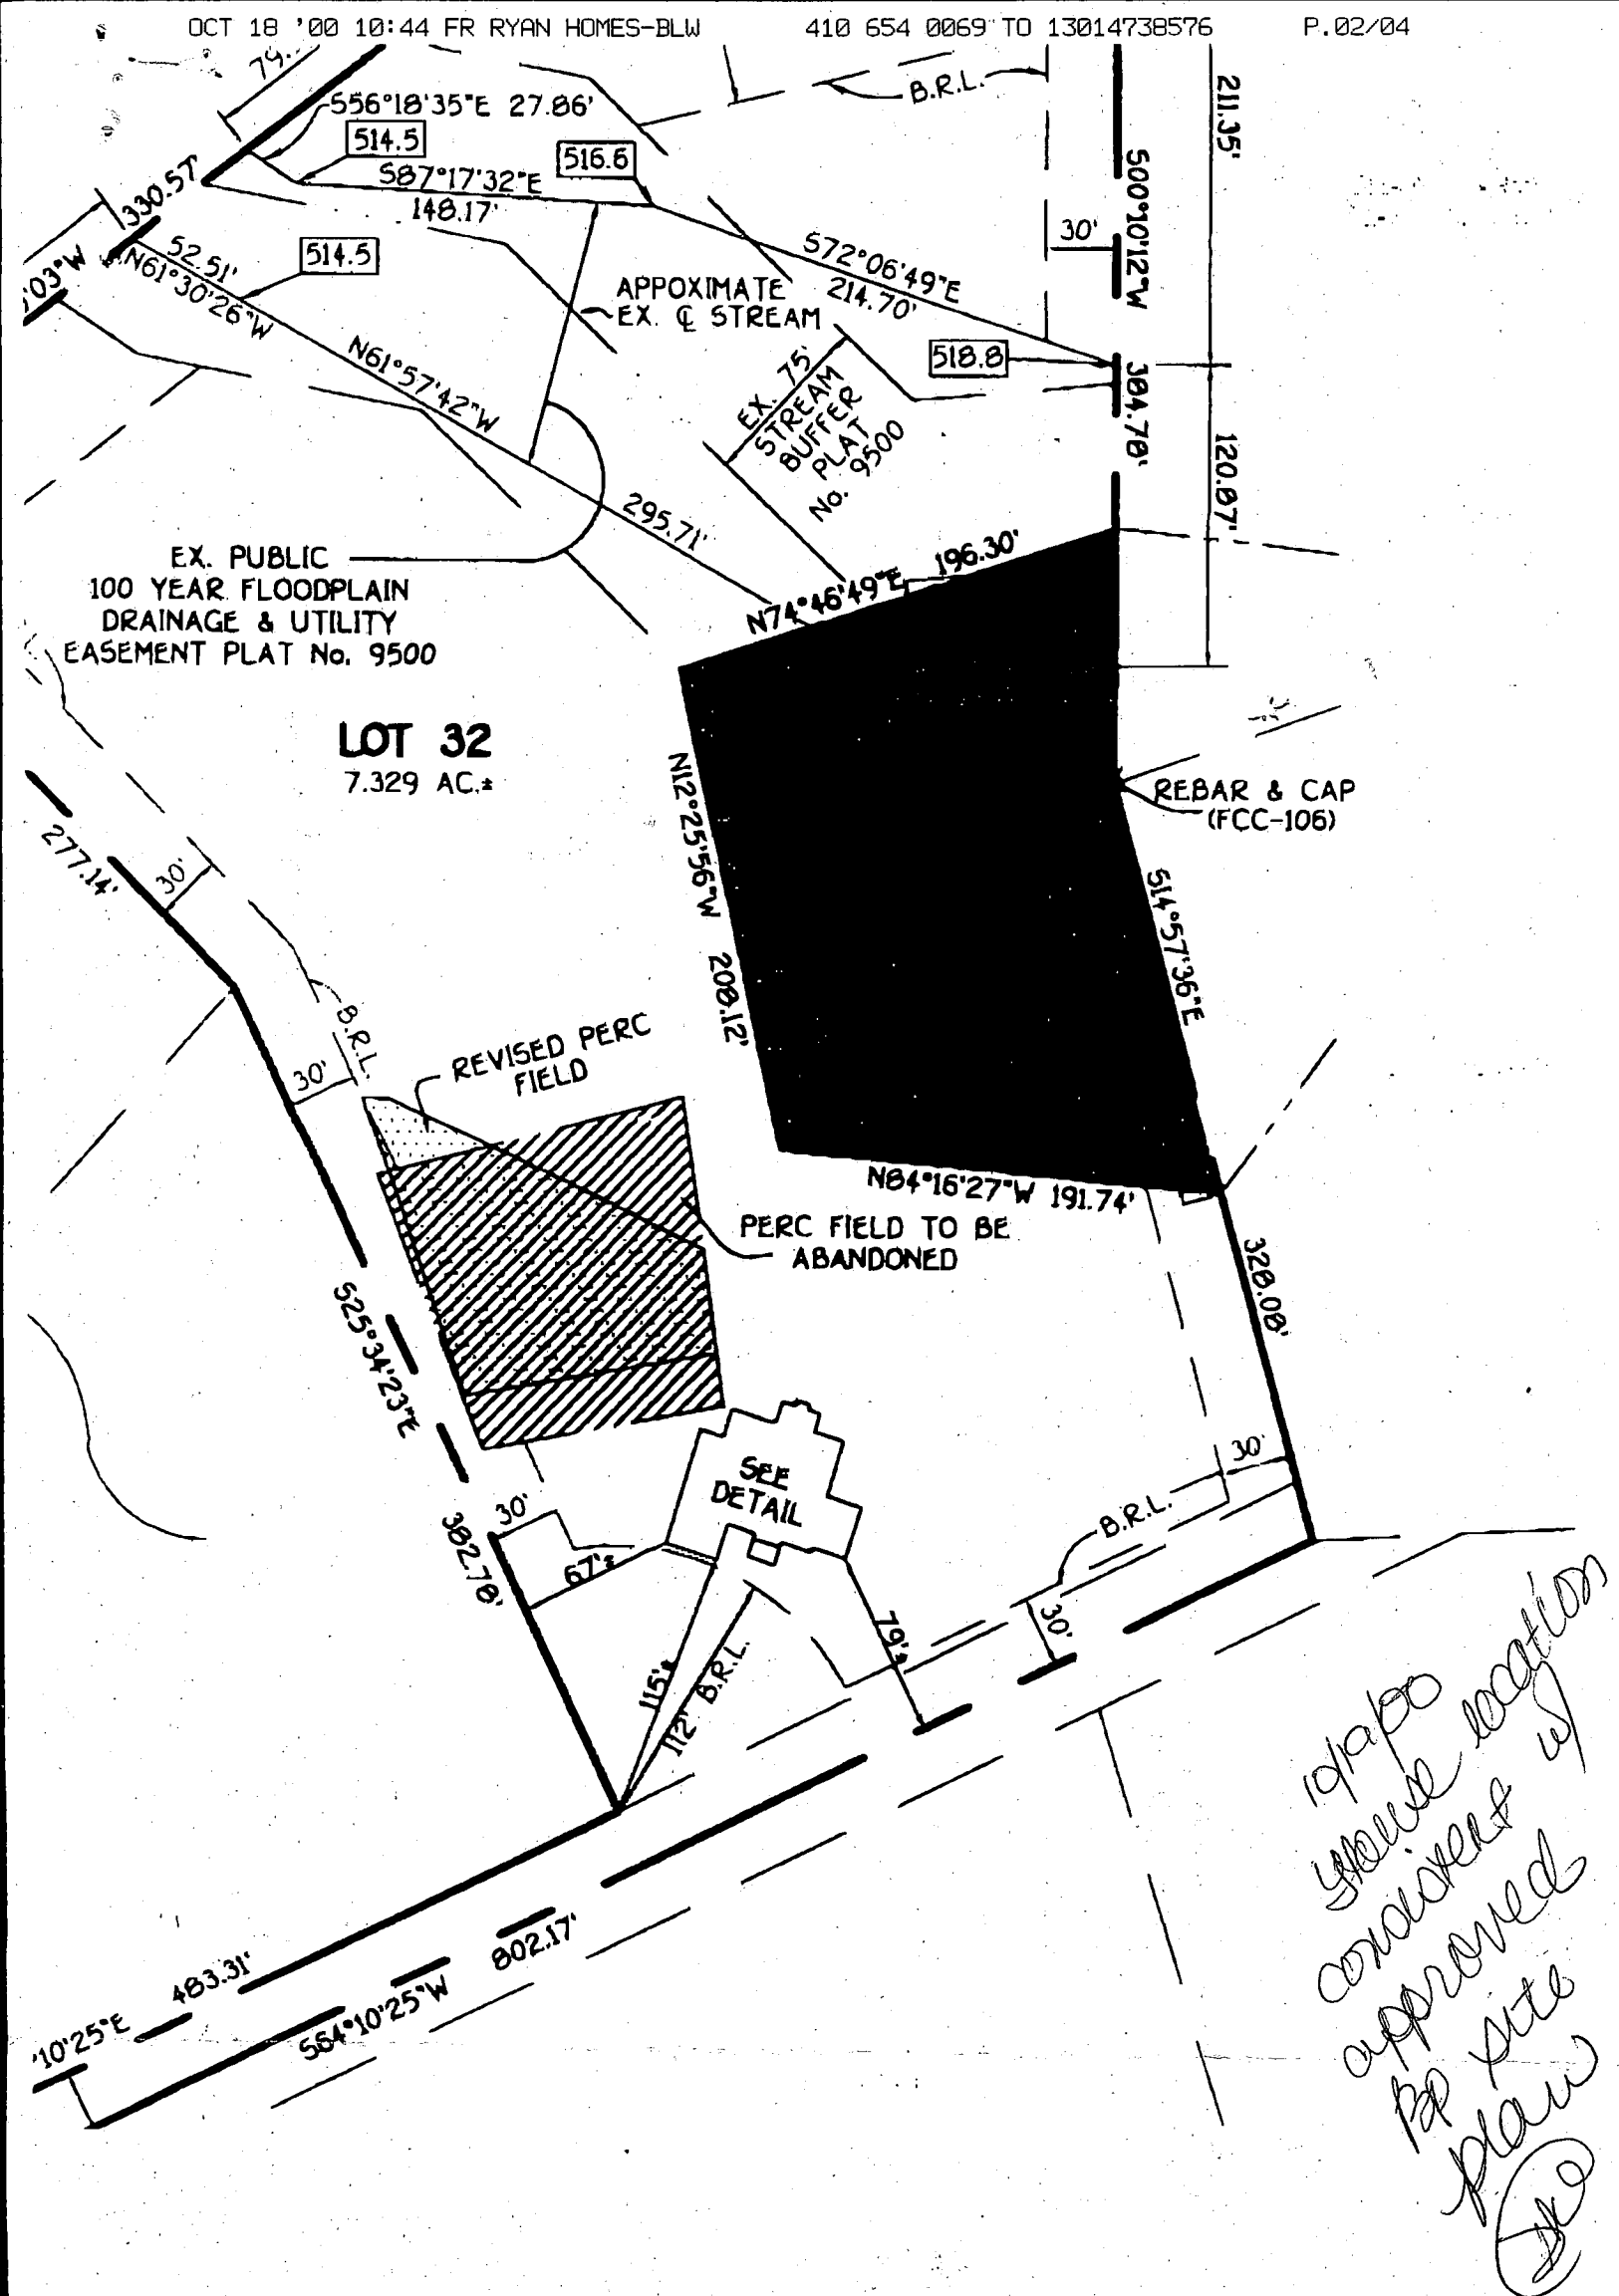 OCT 18 '00 10:44 FR RYAN HOMES-BLW 410 654 0069 TO 13014738576 P.02/04
79.
S56°18'35"E 27.86'
514.5
S87°17'32"E
148.17'
516.6
B.R.L.
211.35'
S00°10'12"W
30'
330.57'
'03"W
52.51'
N61°30'26"W
514.5
APPOXIMATE
EX. ℄ STREAM
S72°06'49"E
214.70'
518.8
304.78'
120.87'
N61°57'42"W
295.71'
EX. 75'
STREAM
BUFFER
PLAT
No. 9500
EX. PUBLIC
100 YEAR FLOODPLAIN
DRAINAGE & UTILITY
EASEMENT PLAT No. 9500
N74°46'49"E 196.30'
LOT 32
7.329 AC.±
N12°25'56"W 208.12'
REBAR & CAP
(FCC-106)
S14°57'36"E
277.14'
30'
B.R.L.
30'
REVISED PERC
FIELD
N84°16'27"W 191.74'
PERC FIELD TO BE
ABANDONED
328.08'
S25°34'23"E
382.78'
SEE
DETAIL
30'
67'±
30'
B.R.L.
30'
79'±
115'±
112' B.R.L.
483.31'
802.17'
'10'25"E
S64°10'25"W
10/19/00
House location
consistent w/
approved
BP site
plan